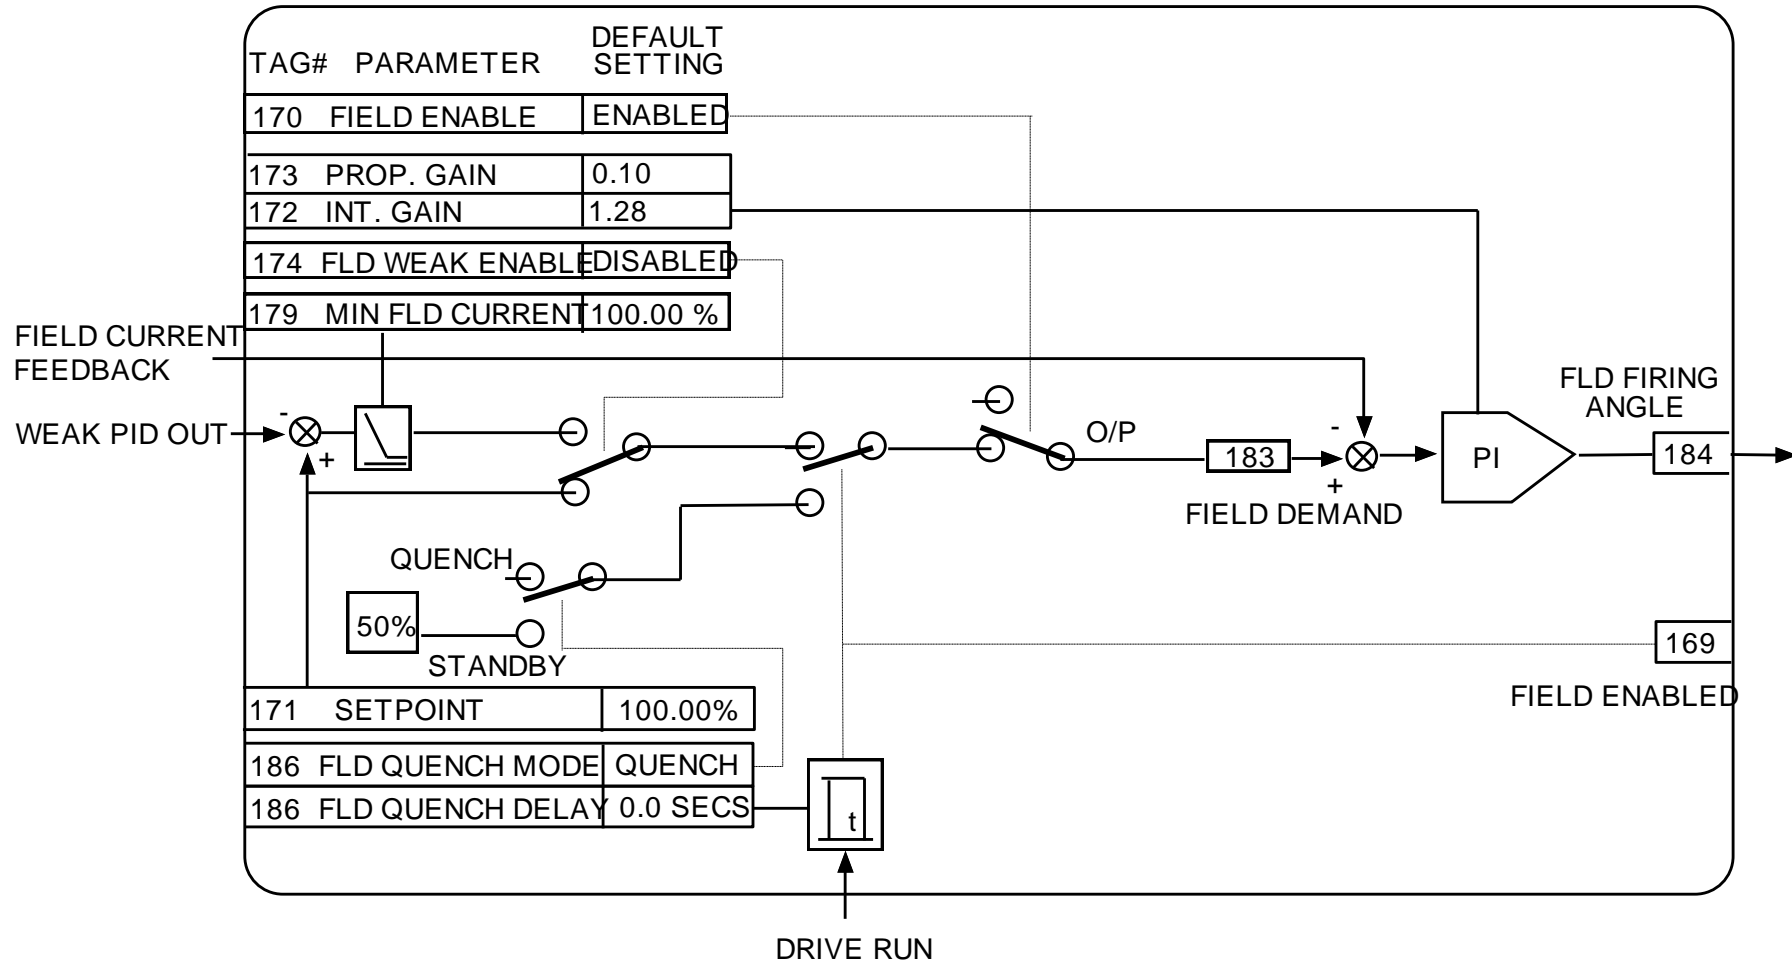 DEFAULT
TAG# PARAMETER SETTING
170 FIELD ENABLE ENABLED
173 PROP. GAIN 0.10
172 INT. GAIN 1.28
174 FLD WEAK ENABLE DISABLED
179 MIN FLD CURRENT 100.00 %
FIELD CURRENT
FEEDBACK
FLD FIRING
ANGLE
-
WEAK PID OUT
+
O/P
183
-
+
FIELD DEMAND
PI
184
QUENCH
50%
STANDBY
169
FIELD ENABLED
171 SETPOINT 100.00%
186 FLD QUENCH MODE QUENCH
186 FLD QUENCH DELAY 0.0 SECS
t
DRIVE RUN